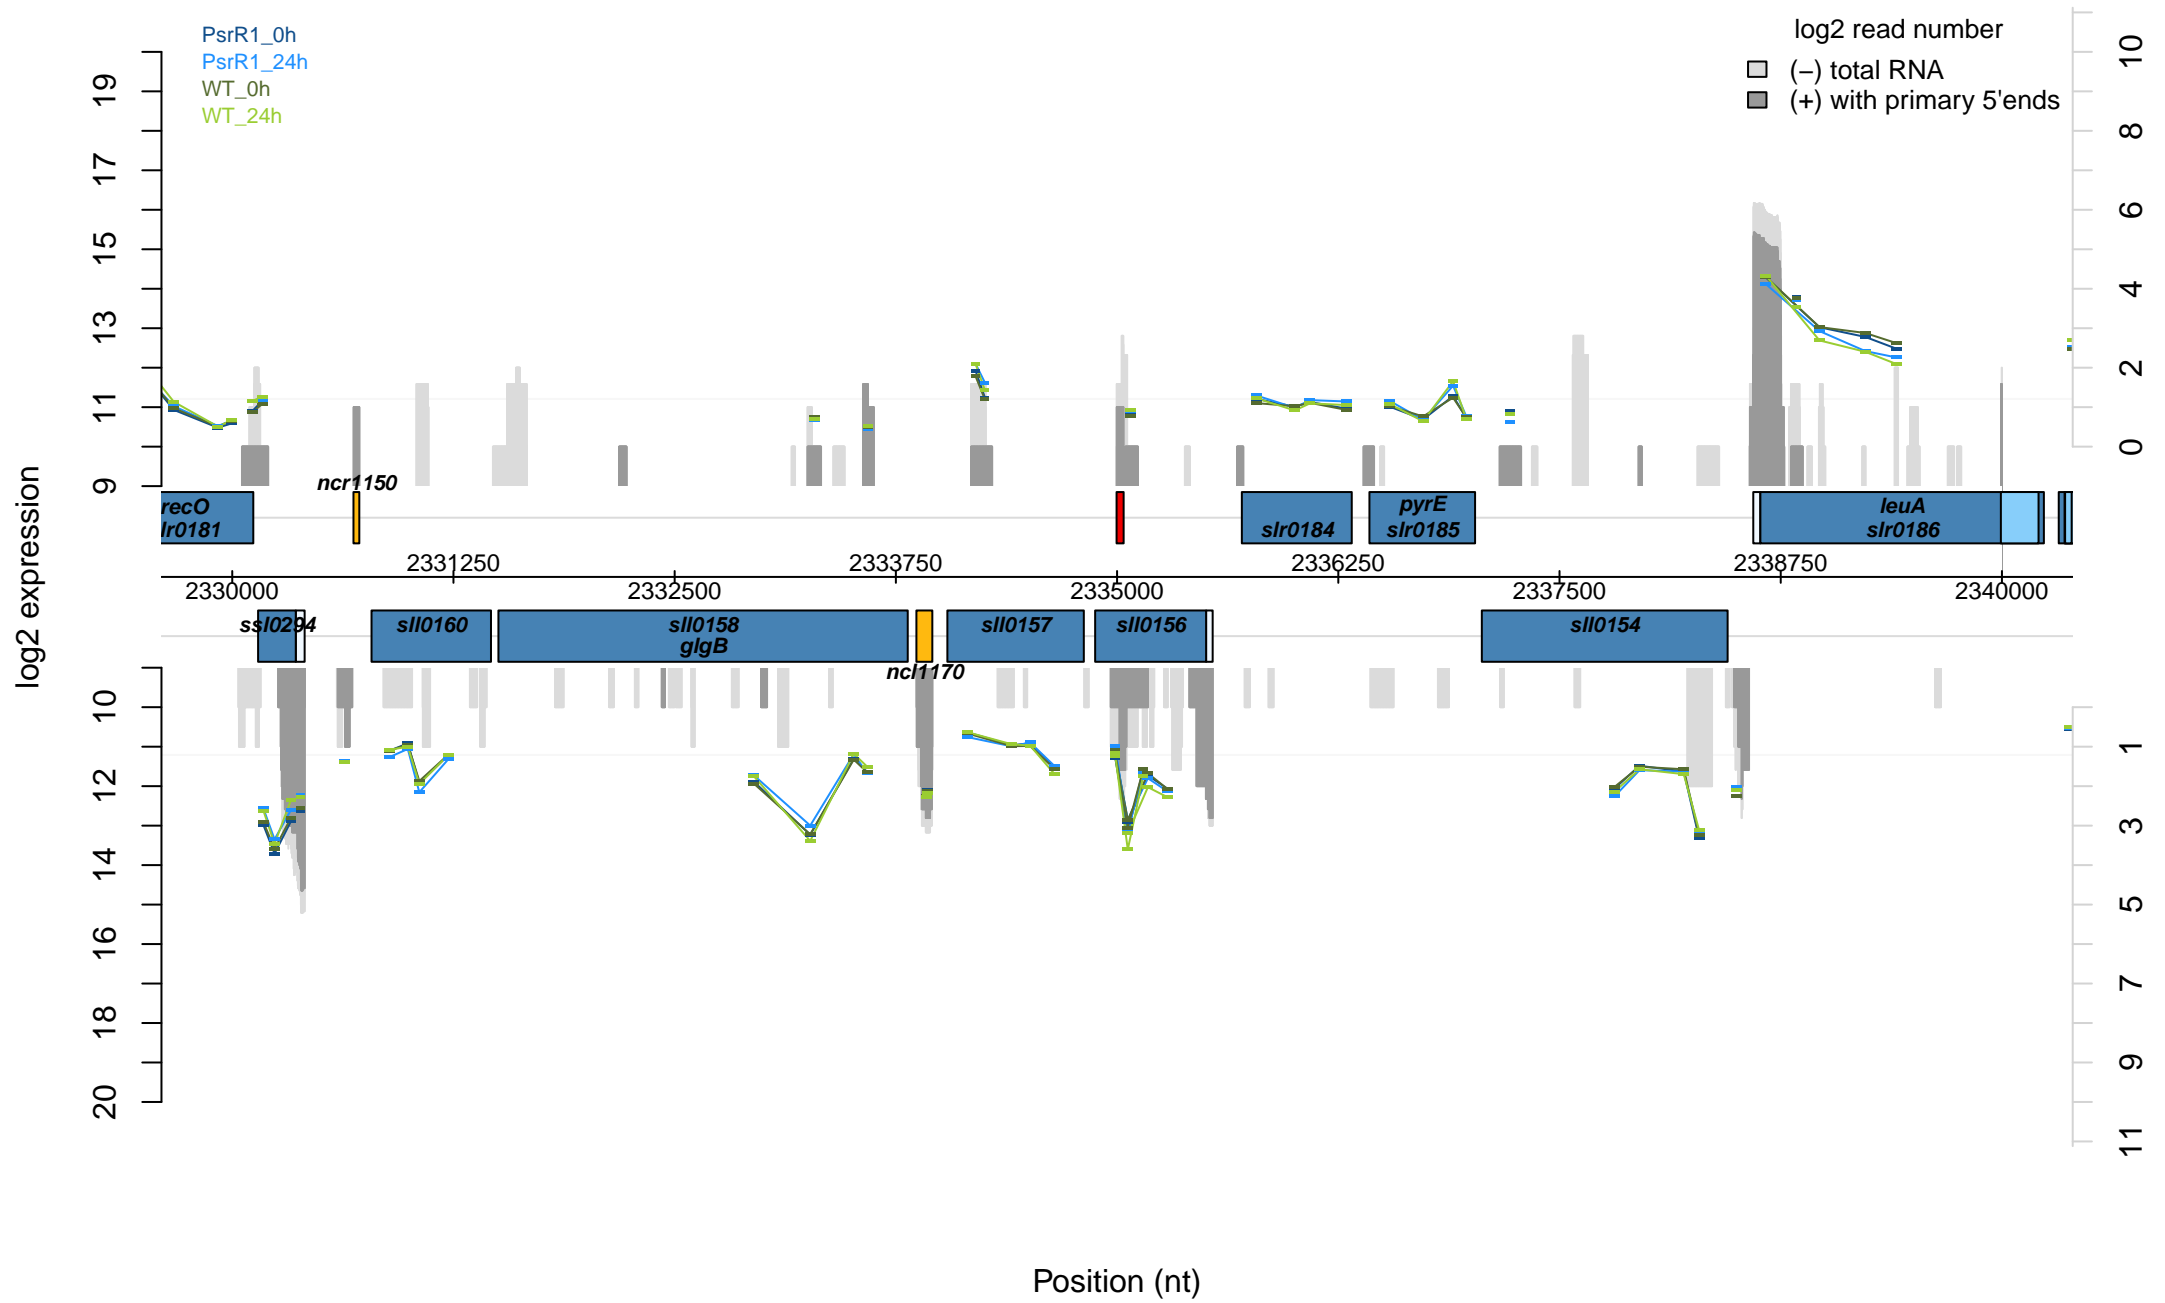 PsrR1_0h
PsrR1_24h
WT_0h
WT_24h
log2 read number
(−) total RNA
(+) with primary 5'ends
log2 expression
9 11 13 15 17 19
0 2 4 6 8 10
ncr1150
recO
lr0181
slr0184
pyrE
slr0185
leuA
slr0186
2331250 2333750 2336250 2338750
2330000 2332500 2335000 2337500 2340000
ssl0294
sll0160
sll0158
glgB
ncl1170
sll0157
sll0156
sll0154
10 12 14 16 18 20
1 3 5 7 9 11
Position (nt)